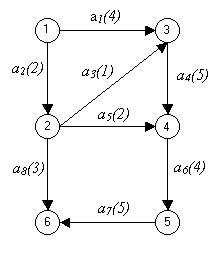 a1(4)
1 3
a2(2) a3(1) a4(5)
a5(2)
2 4
a8(3) a6(4)
a7(5)
6 5